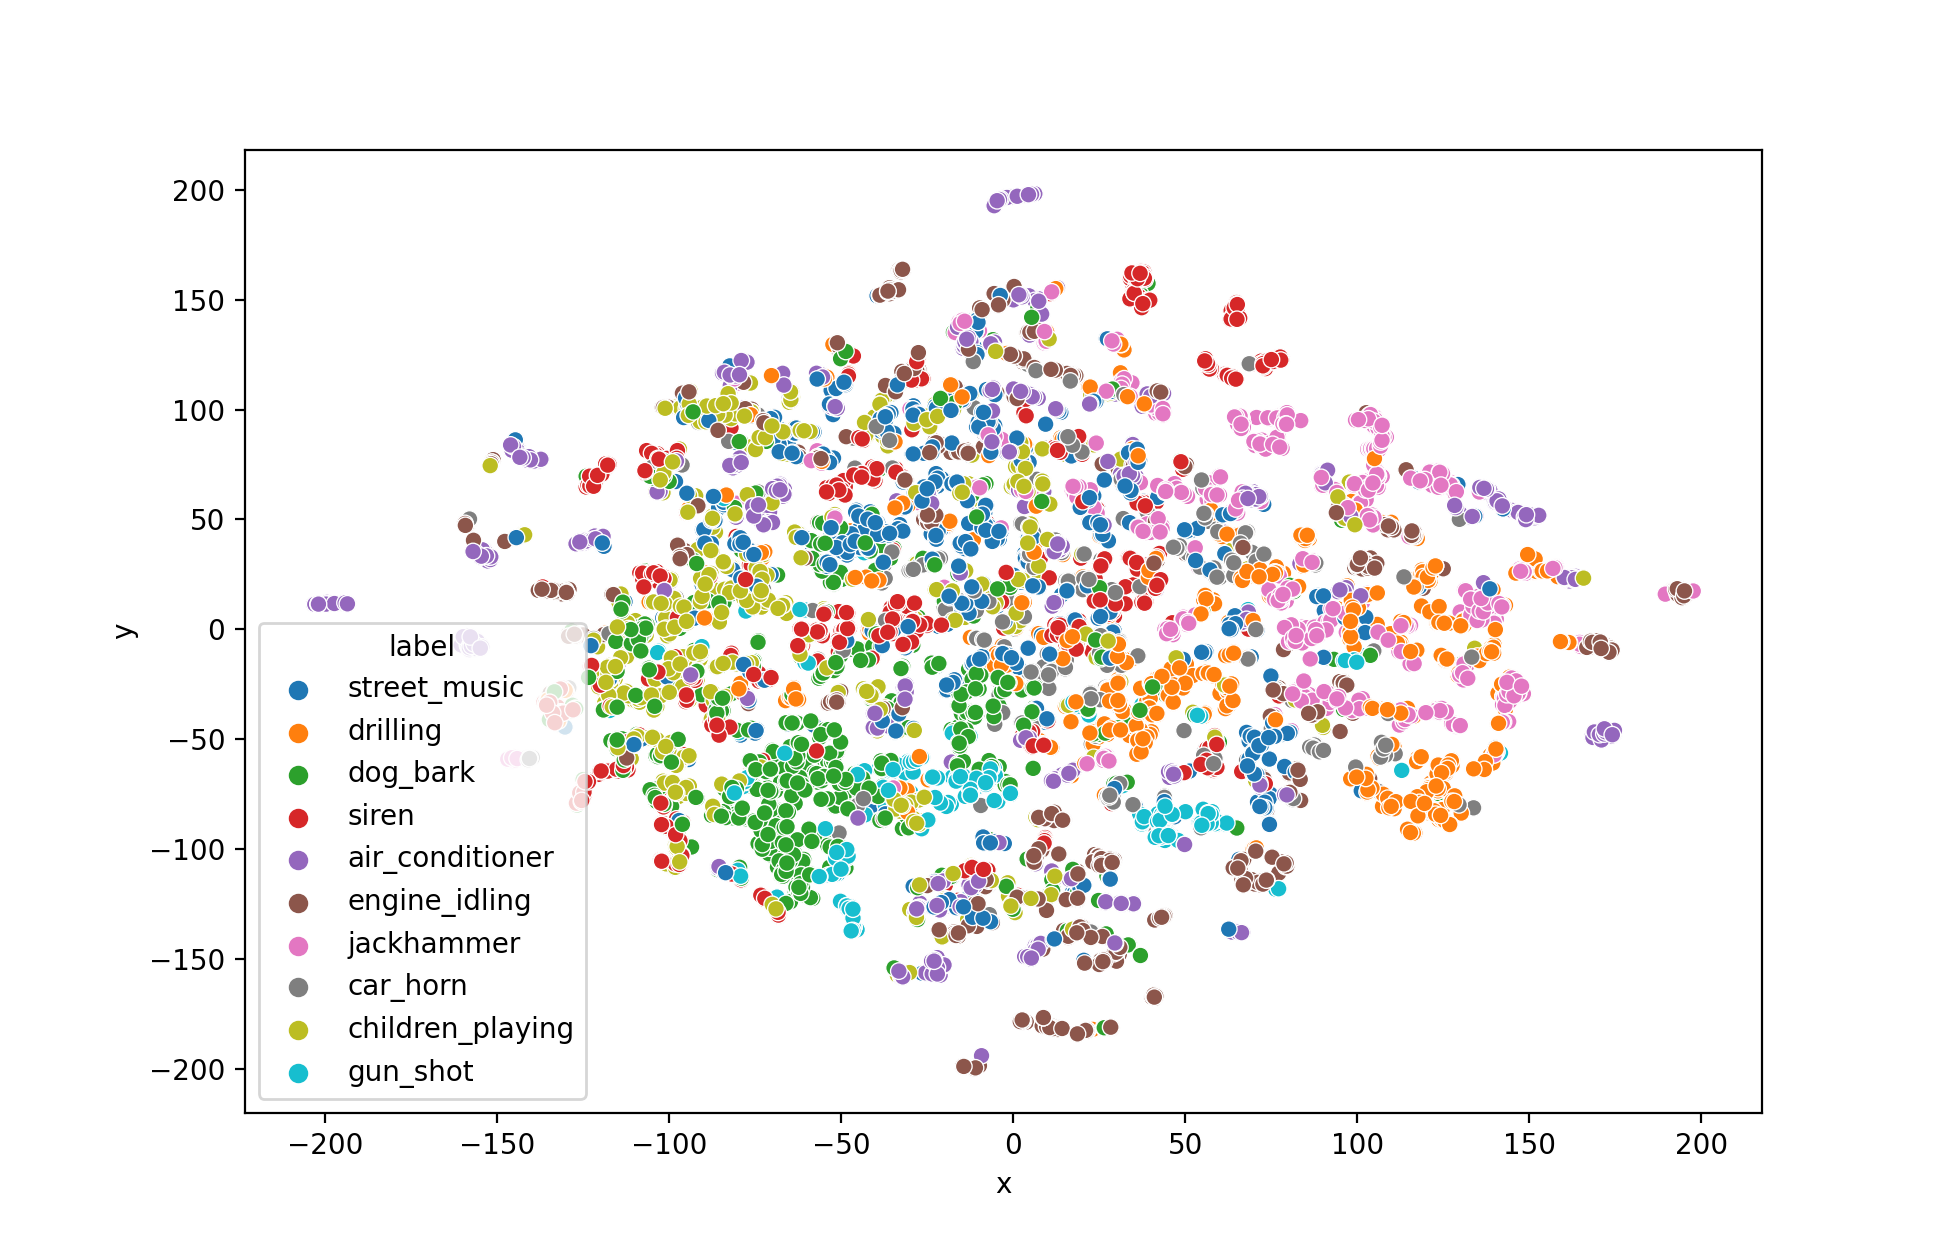 200
150
100
50
0
−50
−100
−150
−200
y
label
street_music
drilling
dog_bark
siren
air_conditioner
engine_idling
jackhammer
car_horn
children_playing
gun_shot
−200 −150 −100 −50 0 50 100 150 200
x